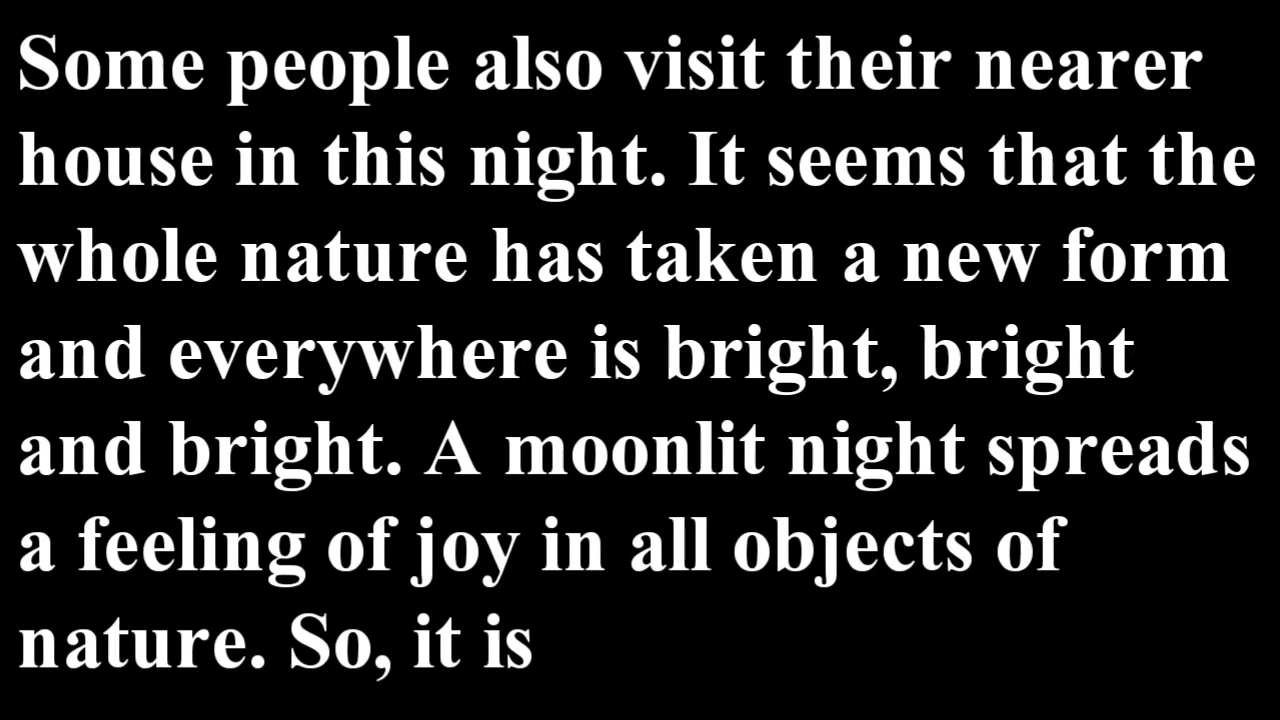 Some people also visit their nearer
house in this night. It seems that the
whole nature has taken a new form
and everywhere is bright, bright
and bright. A moonlit night spreads
a feeling of joy in all objects of
nature. So, it is